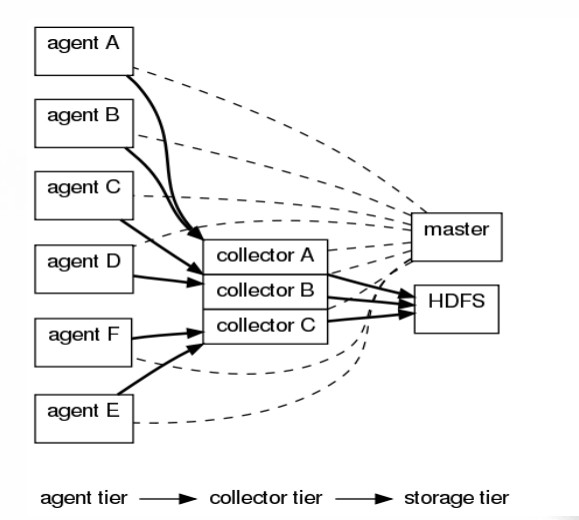 agent A
agent B
agent C
agent D
agent F
agent E
collector A
collector B
collector C
master
HDFS
agent tier collector tier storage tier